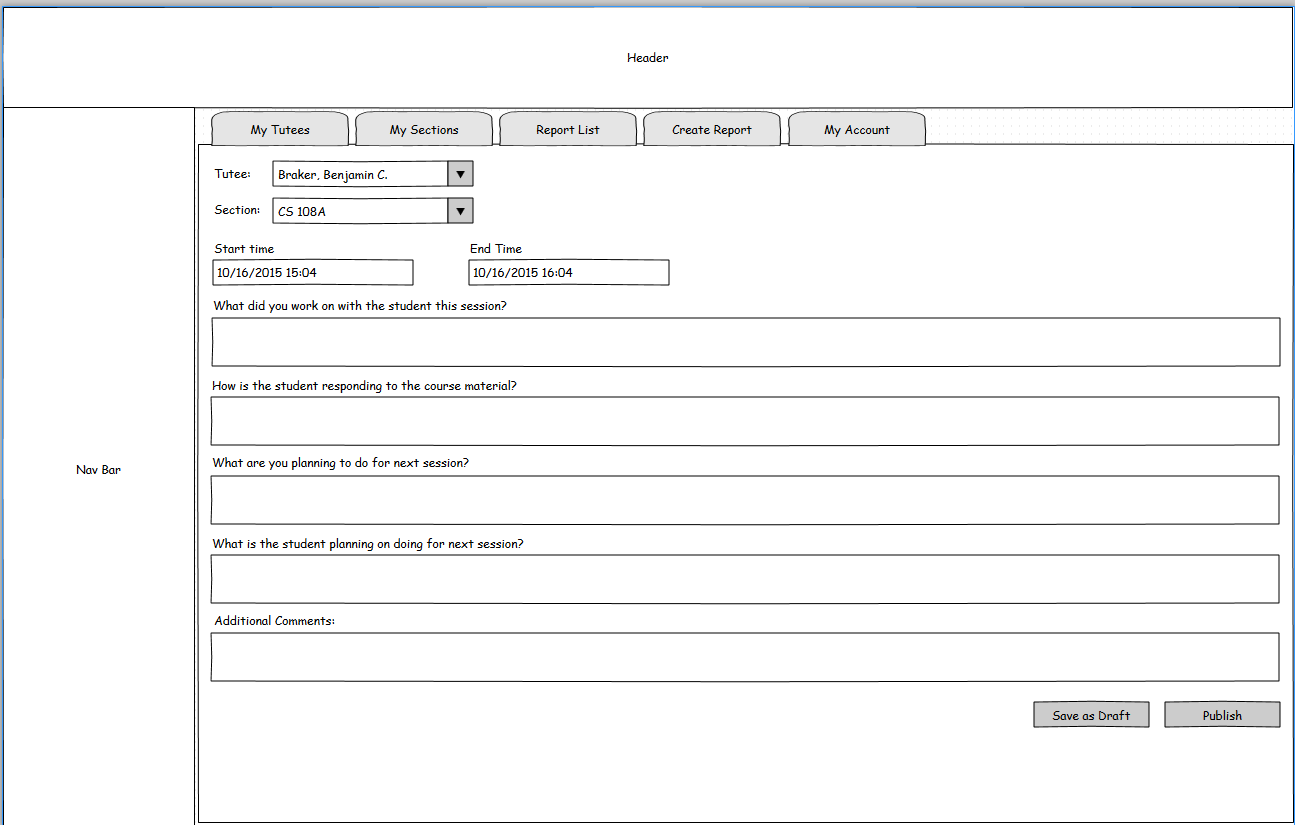 Header
My Tutees
My Sections
Report List
Create Report
My Account
Tutee:
Braker, Benjamin C.
Section:
CS 108A
Start time
End Time
10/16/2015 15:04
10/16/2015 16:04
What did you work on with the student this session?
How is the student responding to the course material?
Nav Bar
What are you planning to do for next session?
What is the student planning on doing for next session?
Additional Comments:
Save as Draft
Publish